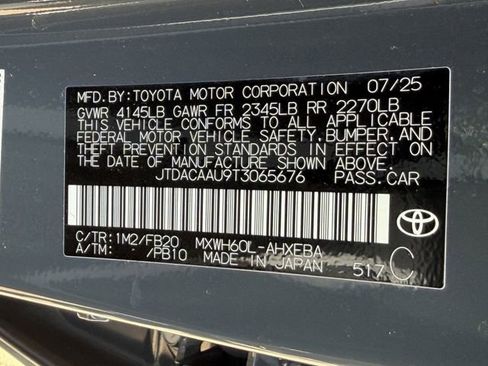 MFD.BY:TOYOTA MOTOR CORPORATION 07/25
GVWR 4145LB GAWR FR 2345LB RR 2270LB
THIS VEHICLE CONFORMS TO ALL APPLICABLE
FEDERAL MOTOR VEHICLE SAFETY, BUMPER, AND
THEFT PREVENTION STANDARDS IN EFFECT ON
THE DATE OF MANUFACTURE SHOWN ABOVE.
JTDACAAU9T3065676 PASS.CAR
C/TR:1M2/FB20 MXWH60L-AHXEBA
A/TM: /PB10 MADE IN JAPAN 517 C